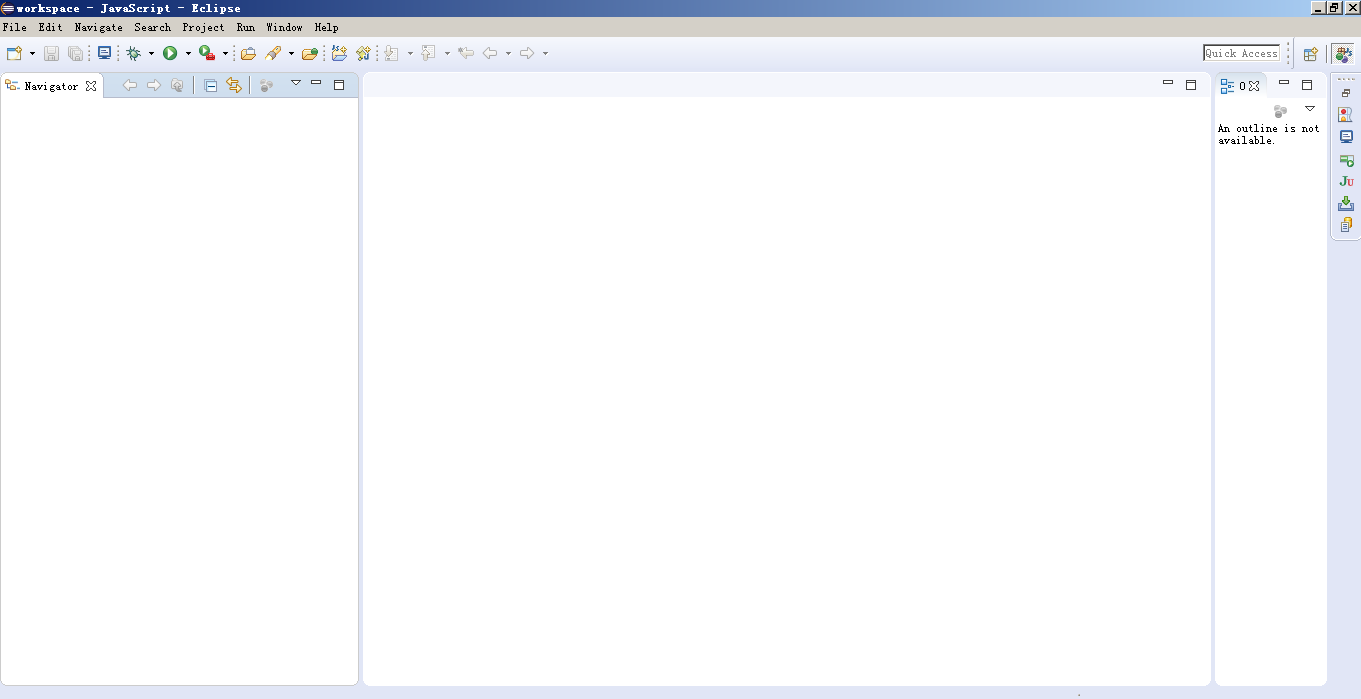 workspace - JavaScript - Eclipse
File Edit Navigate Search Project Run Window Help
Quick Access
Navigator
O
An outline is not
available.
Ju